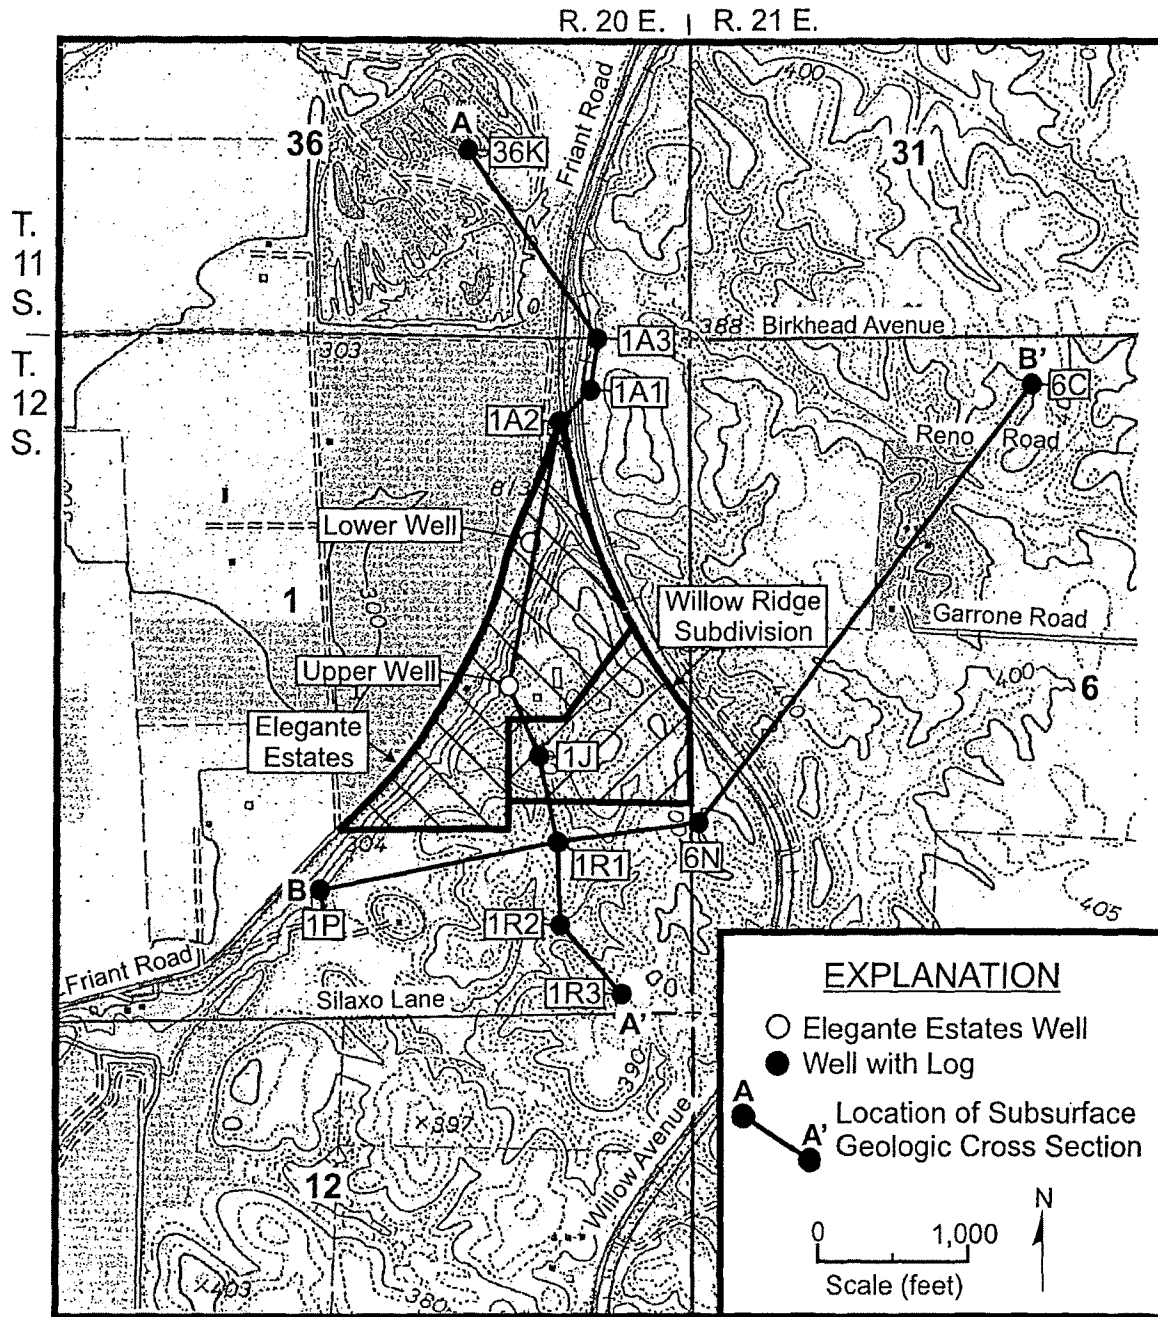 R. 20 E. | R. 21 E.
400
Friant Road
A
36
36K
31
T.
11
S.
1A3
388 Birkhead Avenue
303
T.
12
S.
B'
6C
1A1
1A2
Reno Road
81
Lower Well
300
1
Willow Ridge
Subdivision
Garrone Road
Upper Well
400
6
Elegante
Estates
1J
304
6N
1R1
B
1P
1R2
405
Friant Road
Silaxo Lane
1R3
A'
390
EXPLANATION
Elegante Estates Well
Well with Log
A
A'
Location of Subsurface
Geologic Cross Section
×397
Willow Avenue
12
N
0 1,000
Scale (feet)
×403
380